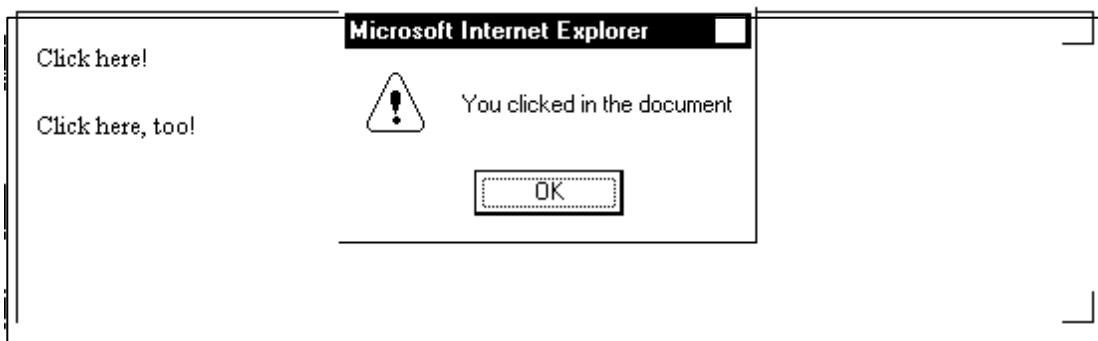 Microsoft Internet Explorer
Click here!
You clicked in the document
Click here, too!
OK